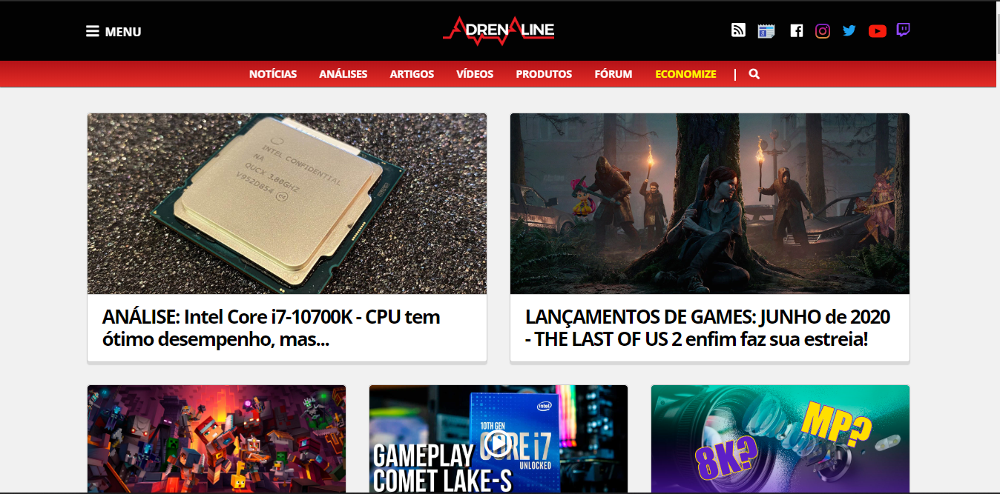 MENU
ADRENALINE
NOTÍCIAS ANÁLISES ARTIGOS VÍDEOS PRODUTOS FÓRUM ECONOMIZE |
INTEL CONFIDENTIAL
NA
QUCX 3.80GHZ
V952D854 e4
ANÁLISE: Intel Core i7-10700K - CPU tem
ótimo desempenho, mas...
LANÇAMENTOS DE GAMES: JUNHO de 2020
- THE LAST OF US 2 enfim faz sua estreia!
intel
10TH GEN
CORE i7
UNLOCKED
GAMEPLAY
COMET LAKE-S
8K?
MP?